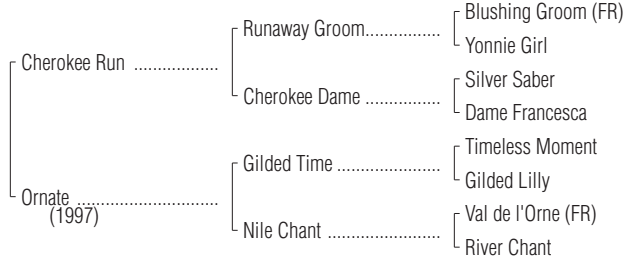 Blushing Groom (FR)
Runaway Groom..................
Yonnie Girl
Cherokee Run ..................
Silver Saber
Cherokee Dame ................
Dame Francesca
Timeless Moment
Gilded Time ......................
Gilded Lilly
Ornate ..............................
(1997)
Val de l'Orne (FR)
Nile Chant ........................
River Chant